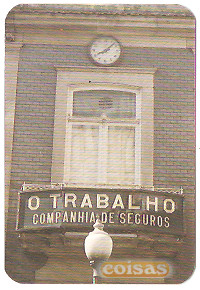 O TRABALHO
COMPANHIA DE SEGUROS
coisas